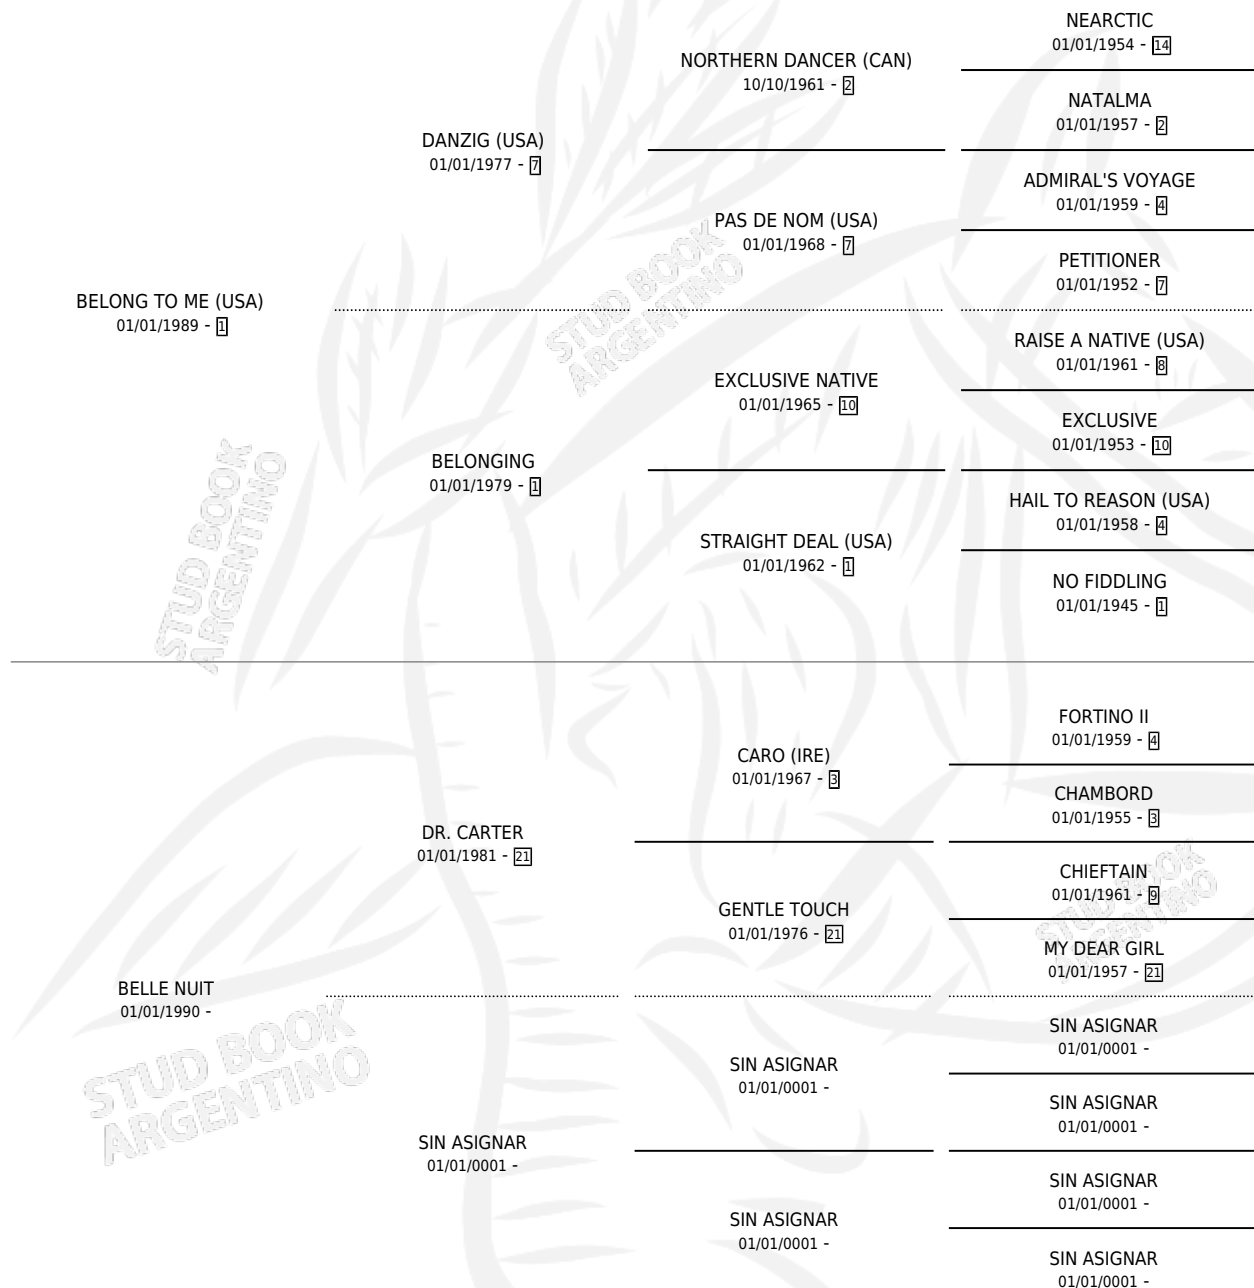 NEARCTIC
01/01/1954 - 14
NORTHERN DANCER (CAN)
10/10/1961 - 2
NATALMA
01/01/1957 - 2
DANZIG (USA)
01/01/1977 - 7
ADMIRAL'S VOYAGE
01/01/1959 - 4
PAS DE NOM (USA)
01/01/1968 - 7
PETITIONER
01/01/1952 - 7
BELONG TO ME (USA)
01/01/1989 - 1
RAISE A NATIVE (USA)
01/01/1961 - 8
EXCLUSIVE NATIVE
01/01/1965 - 10
EXCLUSIVE
01/01/1953 - 10
BELONGING
01/01/1979 - 1
HAIL TO REASON (USA)
01/01/1958 - 4
STRAIGHT DEAL (USA)
01/01/1962 - 1
NO FIDDLING
01/01/1945 - 1
FORTINO II
01/01/1959 - 4
CARO (IRE)
01/01/1967 - 3
CHAMBORD
01/01/1955 - 3
DR. CARTER
01/01/1981 - 21
CHIEFTAIN
01/01/1961 - 9
GENTLE TOUCH
01/01/1976 - 21
MY DEAR GIRL
01/01/1957 - 21
BELLE NUIT
01/01/1990 -
SIN ASIGNAR
01/01/0001 -
SIN ASIGNAR
01/01/0001 -
SIN ASIGNAR
01/01/0001 -
SIN ASIGNAR
01/01/0001 -
SIN ASIGNAR
01/01/0001 -
SIN ASIGNAR
01/01/0001 -
SIN ASIGNAR
01/01/0001 -
STUD BOOK
ARGENTINO
STUD BOOK
ARGENTINO
STUD BOOK
ARGENTINO
STUD BOOK
ARGENTINO